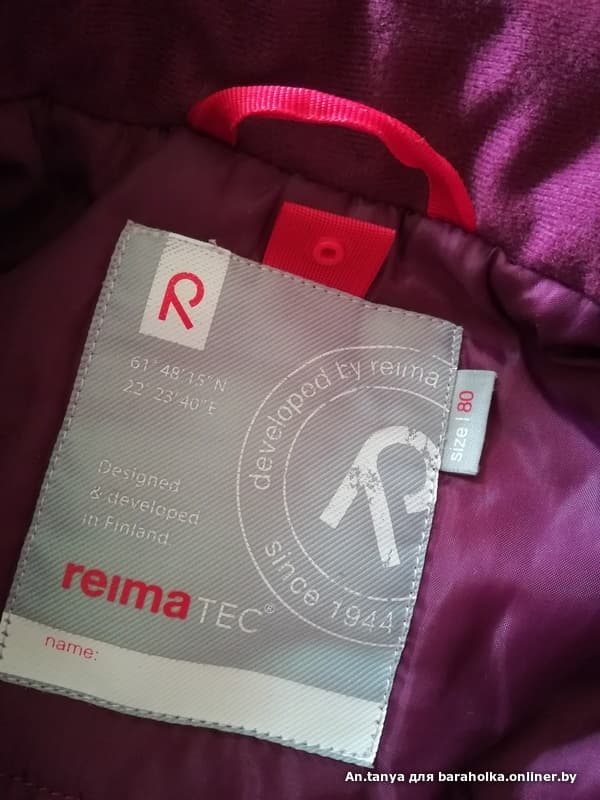 61° 48'15"N
22° 23'40"E
Designed
& developed
in Finland
developed by reima
since 1944
size | 80
reimaTEC®
name:
An.tanya для baraholka.onliner.by